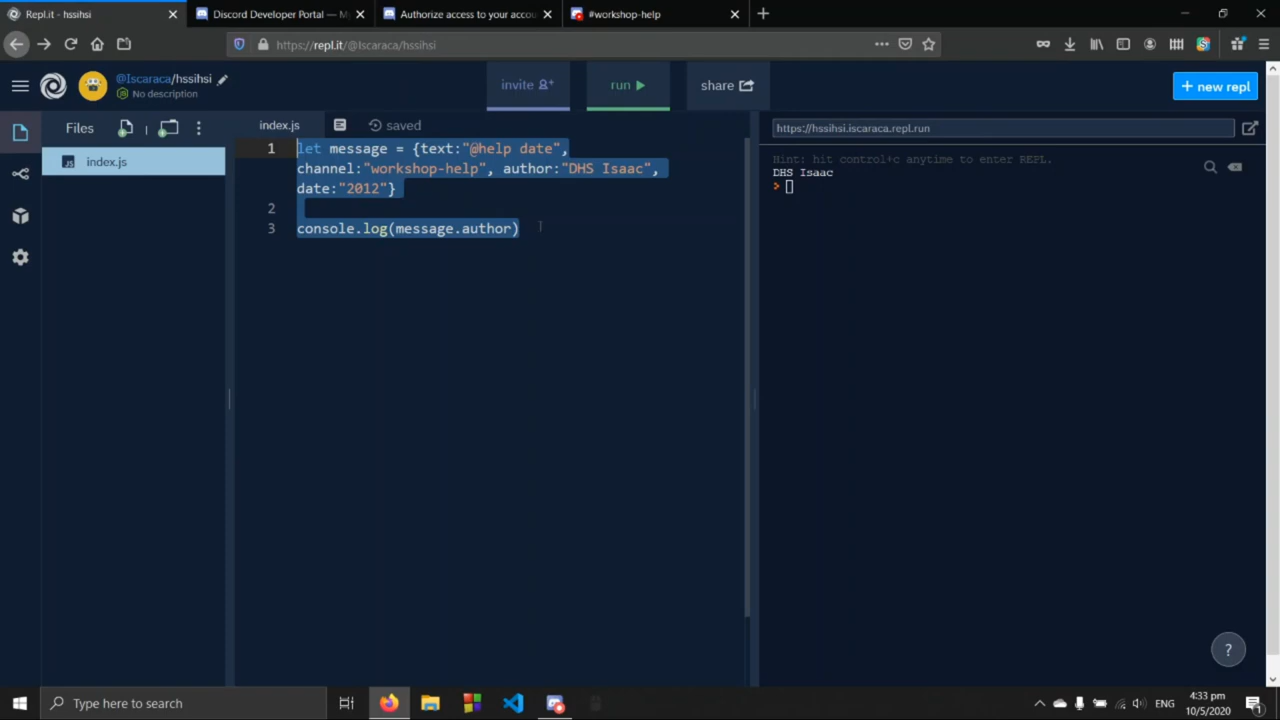 Repl.it - hssihsi
Discord Developer Portal — My
Authorize access to your accou
#workshop-help
https://repl.it/@Iscaraca/hssihsi
@Iscaraca/hssihsi
No description
invite
run
share
+ new repl
Files
index.js
saved
https://hssihsi.iscaraca.repl.run
index.js
1 let message = {text:"@help date",
channel:"workshop-help", author:"DHS Isaac",
date:"2012"}
2
3 console.log(message.author)
Hint: hit control+c anytime to enter REPL.
DHS Isaac
>
?
Type here to search
ENG
4:33 pm
10/5/2020
1